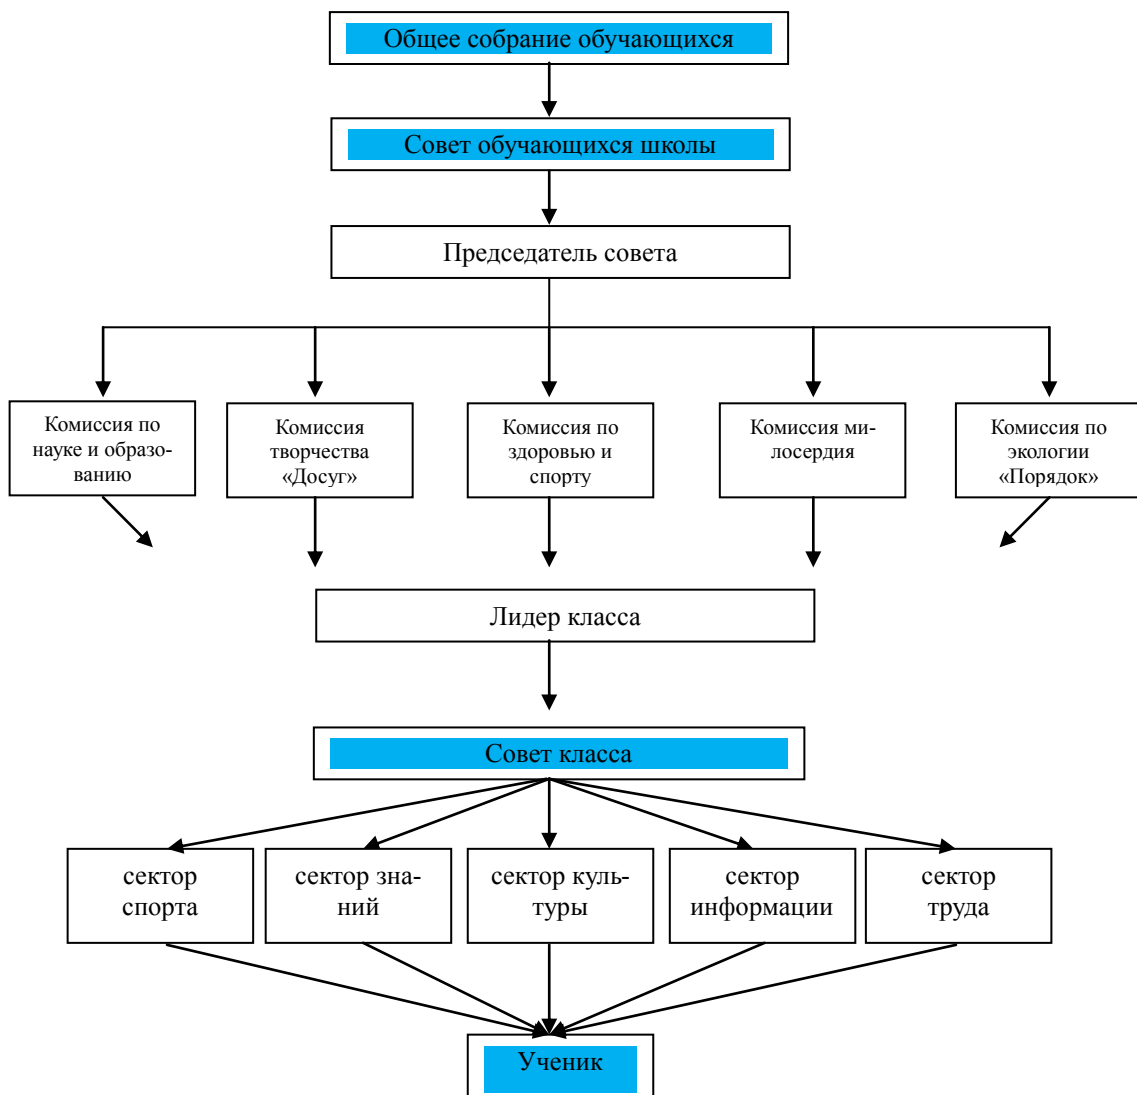 Общее собрание обучающихся
Совет обучающихся школы
Председатель совета
Комиссия по
науке и образо-
ванию
Комиссия
творчества
«Досуг»
Комиссия по
здоровью и
спорту
Комиссия ми-
лосердия
Комиссия по
экологии
«Порядок»
Лидер класса
Совет класса
сектор
спорта
сектор зна-
ний
сектор куль-
туры
сектор
информации
сектор
труда
Ученик